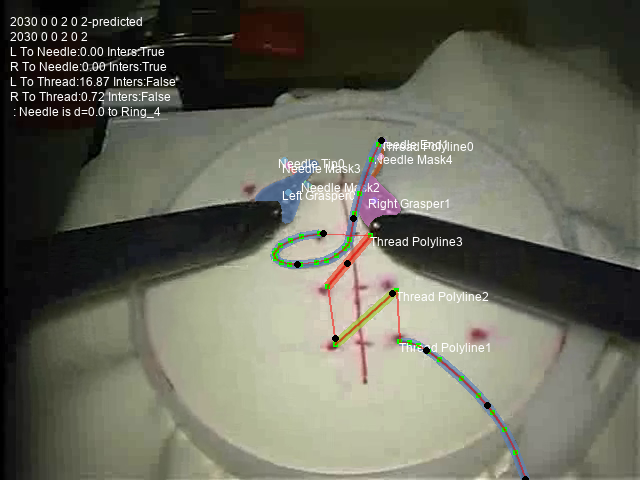 2030 0 0 2 0 2-predicted
2030 0 0 2 0 2
L To Needle:0.00 Inters:True
R To Needle:0.00 Inters:True
L To Thread:16.87 Inters:False
R To Thread:0.72 Inters:False
: Needle is d=0.0 to Ring_4
Needle End1
Thread Polyline0
Needle Tip0
Needle Mask4
Needle Mask3
Needle Mask2
Left Grasper0
Right Grasper1
Thread Polyline3
Thread Polyline2
Thread Polyline1